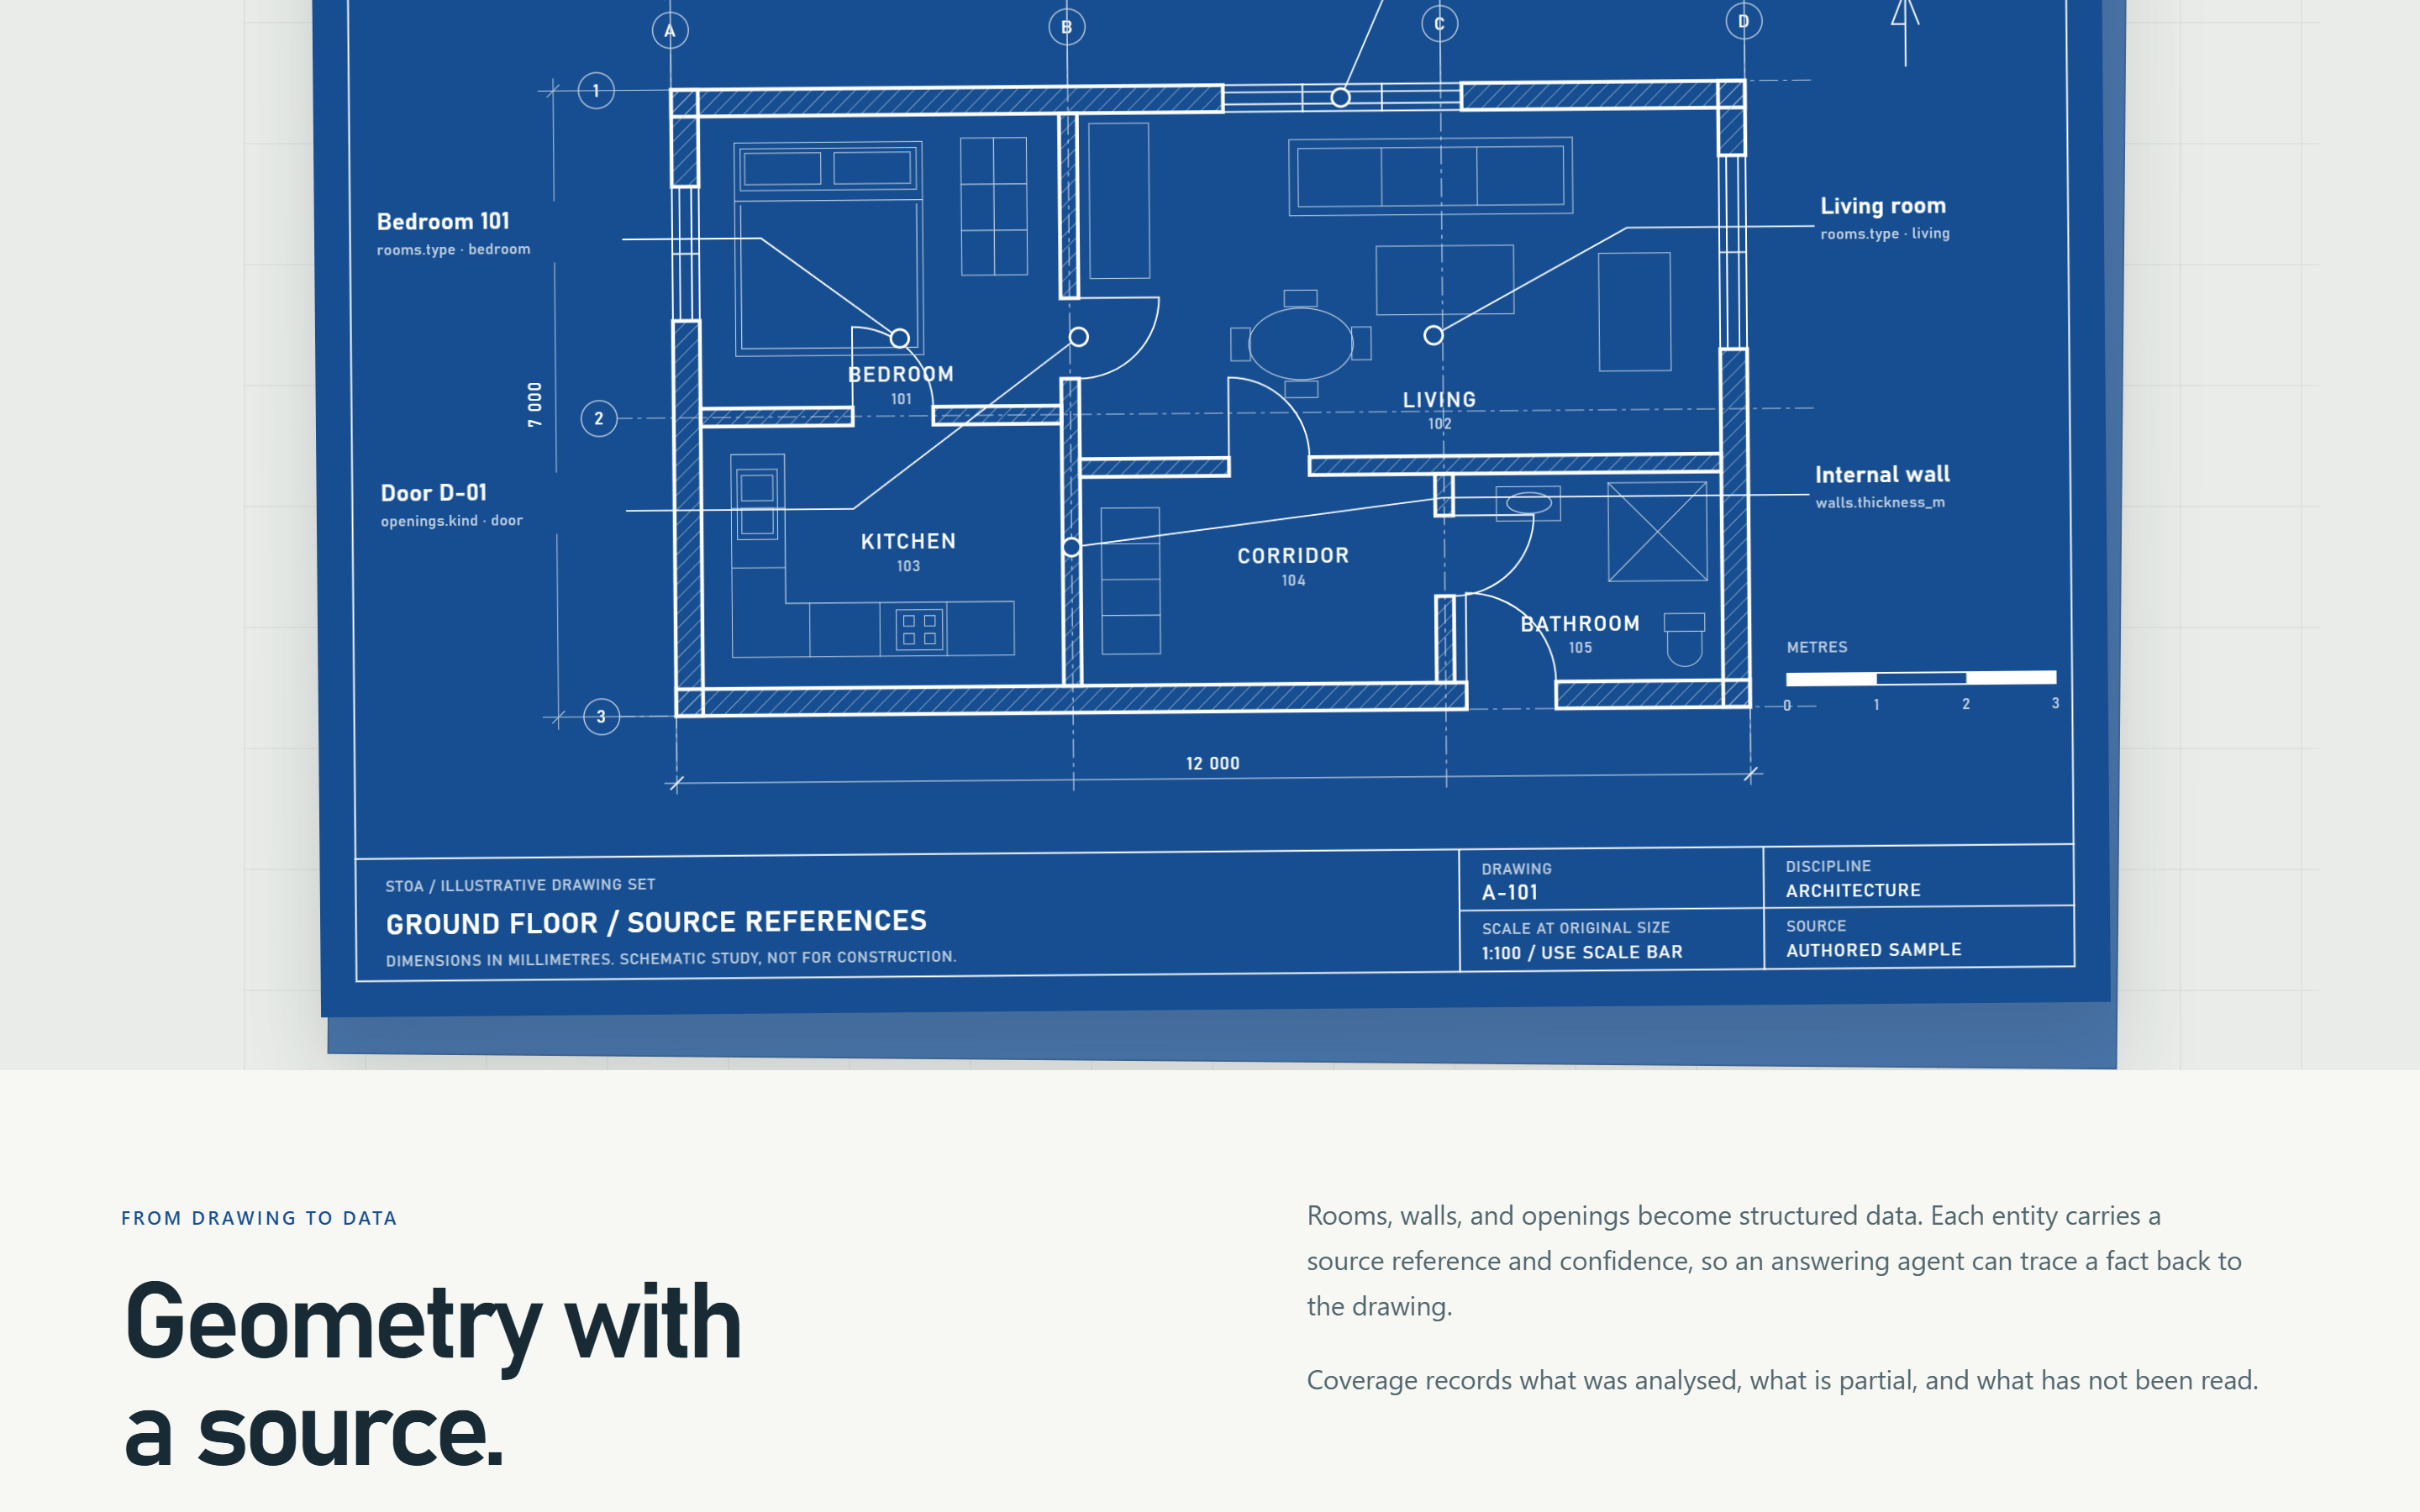 A
B
C
D
1
Bedroom 101
rooms.type · bedroom
Living room
rooms.type · living
BEDROOM
101
7 000
2
LIVING
102
Door D-01
openings.kind · door
Internal wall
walls.thickness_m
KITCHEN
103
CORRIDOR
104
BATHROOM
105
METRES
0 1 2 3
3
12 000
STOA / ILLUSTRATIVE DRAWING SET
GROUND FLOOR / SOURCE REFERENCES
DIMENSIONS IN MILLIMETRES. SCHEMATIC STUDY, NOT FOR CONSTRUCTION.
DRAWING
A-101
DISCIPLINE
ARCHITECTURE
SCALE AT ORIGINAL SIZE
1:100 / USE SCALE BAR
SOURCE
AUTHORED SAMPLE
FROM DRAWING TO DATA
Geometry with
a source.
Rooms, walls, and openings become structured data. Each entity carries a
source reference and confidence, so an answering agent can trace a fact back to
the drawing.
Coverage records what was analysed, what is partial, and what has not been read.